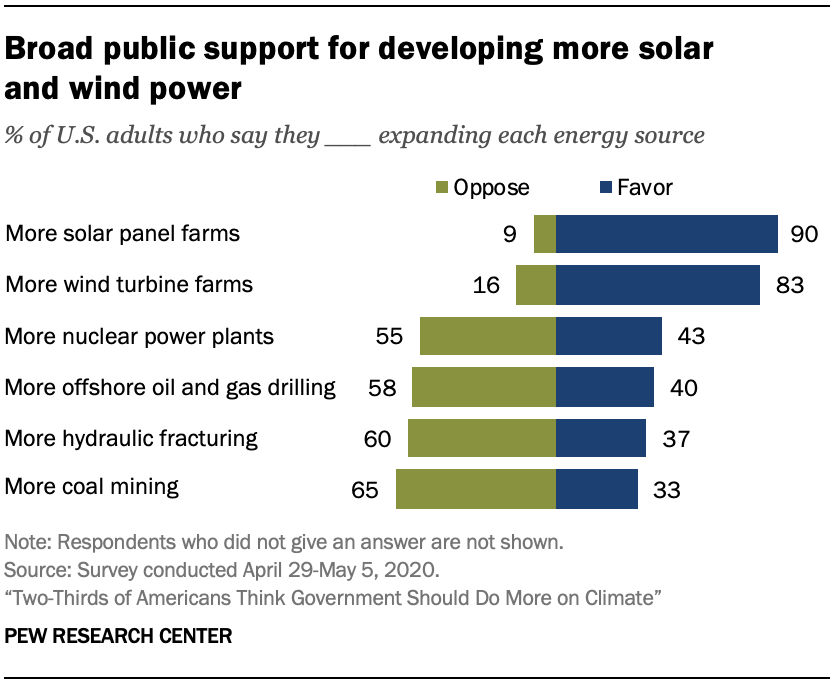 Broad public support for developing more solar
and wind power
% of U.S. adults who say they ___ expanding each energy source
Oppose Favor
More solar panel farms 9 90
More wind turbine farms 16 83
More nuclear power plants 55 43
More offshore oil and gas drilling 58 40
More hydraulic fracturing 60 37
More coal mining 65 33
Note: Respondents who did not give an answer are not shown.
Source: Survey conducted April 29-May 5, 2020.
“Two-Thirds of Americans Think Government Should Do More on Climate”
PEW RESEARCH CENTER